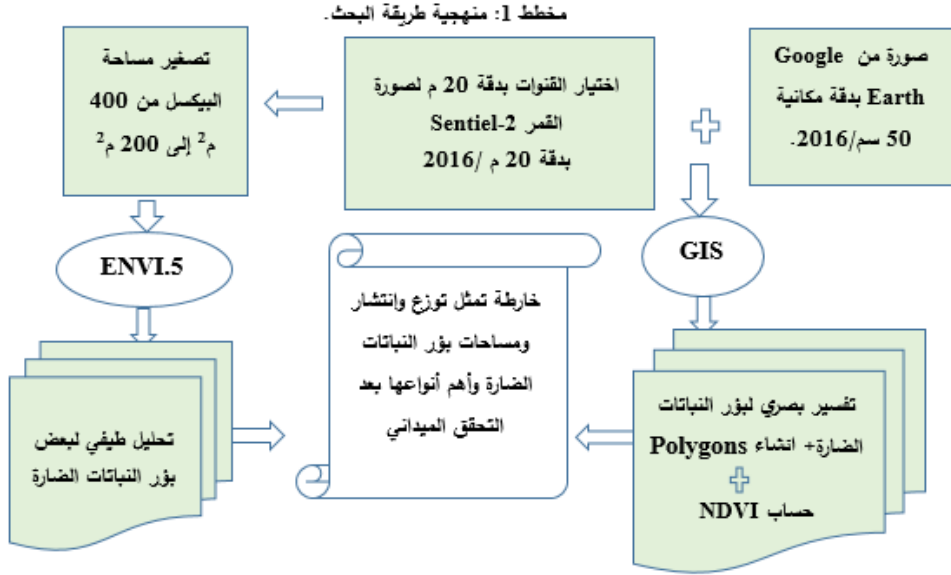 مخطط 1: منهجية طريقة البحث.
صورة من Google
Earth بدقة مكانية
50 سم/2016.
اختيار القنوات بدقة 20 م لصورة
القمر Sentiel-2
بدقة 20 م /2016
تصغير مساحة
البيكسل من 400
م² إلى 200 م²
GIS
ENVI.5
خارطة تمثل توزع وانتشار
ومساحات بؤر النباتات
الضارة وأهم أنواعها بعد
التحقق الميداني
تفسير بصري لبؤر النباتات
الضارة+ انشاء Polygons
حساب NDVI
تحليل طيفي لبعض
بؤر النباتات الضارة